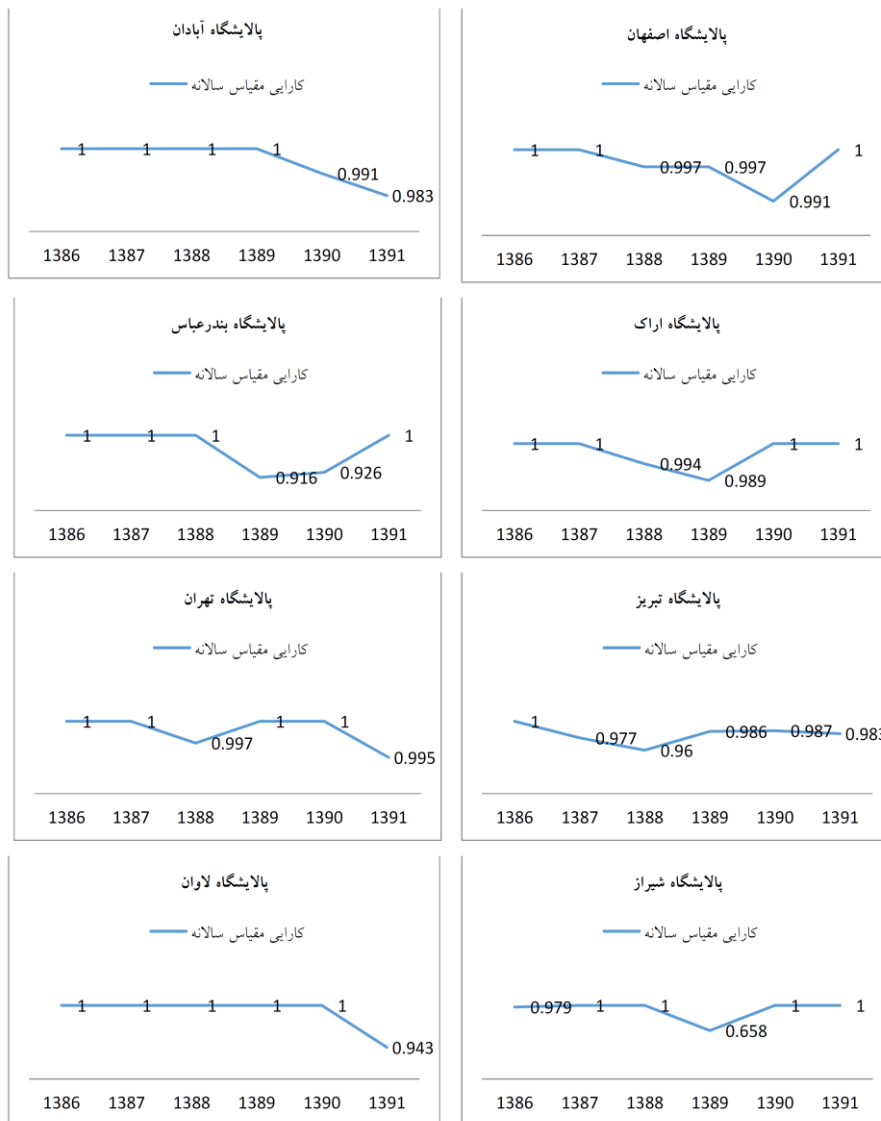 پالایشگاه آبادان
کارایی مقیاس سالانه
1 1 1 1 0.991 0.983
1386 1387 1388 1389 1390 1391
پالایشگاه اصفهان
کارایی مقیاس سالانه
1 1 0.997 0.997 0.991 1
1386 1387 1388 1389 1390 1391
پالایشگاه بندرعباس
کارایی مقیاس سالانه
1 1 1 0.916 0.926 1
1386 1387 1388 1389 1390 1391
پالایشگاه اراک
کارایی مقیاس سالانه
1 1 0.994 0.989 1 1
1386 1387 1388 1389 1390 1391
پالایشگاه تهران
کارایی مقیاس سالانه
1 1 0.997 1 1 0.995
1386 1387 1388 1389 1390 1391
پالایشگاه تبریز
کارایی مقیاس سالانه
1 0.977 0.96 0.986 0.987 0.983
1386 1387 1388 1389 1390 1391
پالایشگاه لاوان
کارایی مقیاس سالانه
1 1 1 1 1 0.943
1386 1387 1388 1389 1390 1391
پالایشگاه شیراز
کارایی مقیاس سالانه
0.979 1 1 0.658 1 1
1386 1387 1388 1389 1390 1391